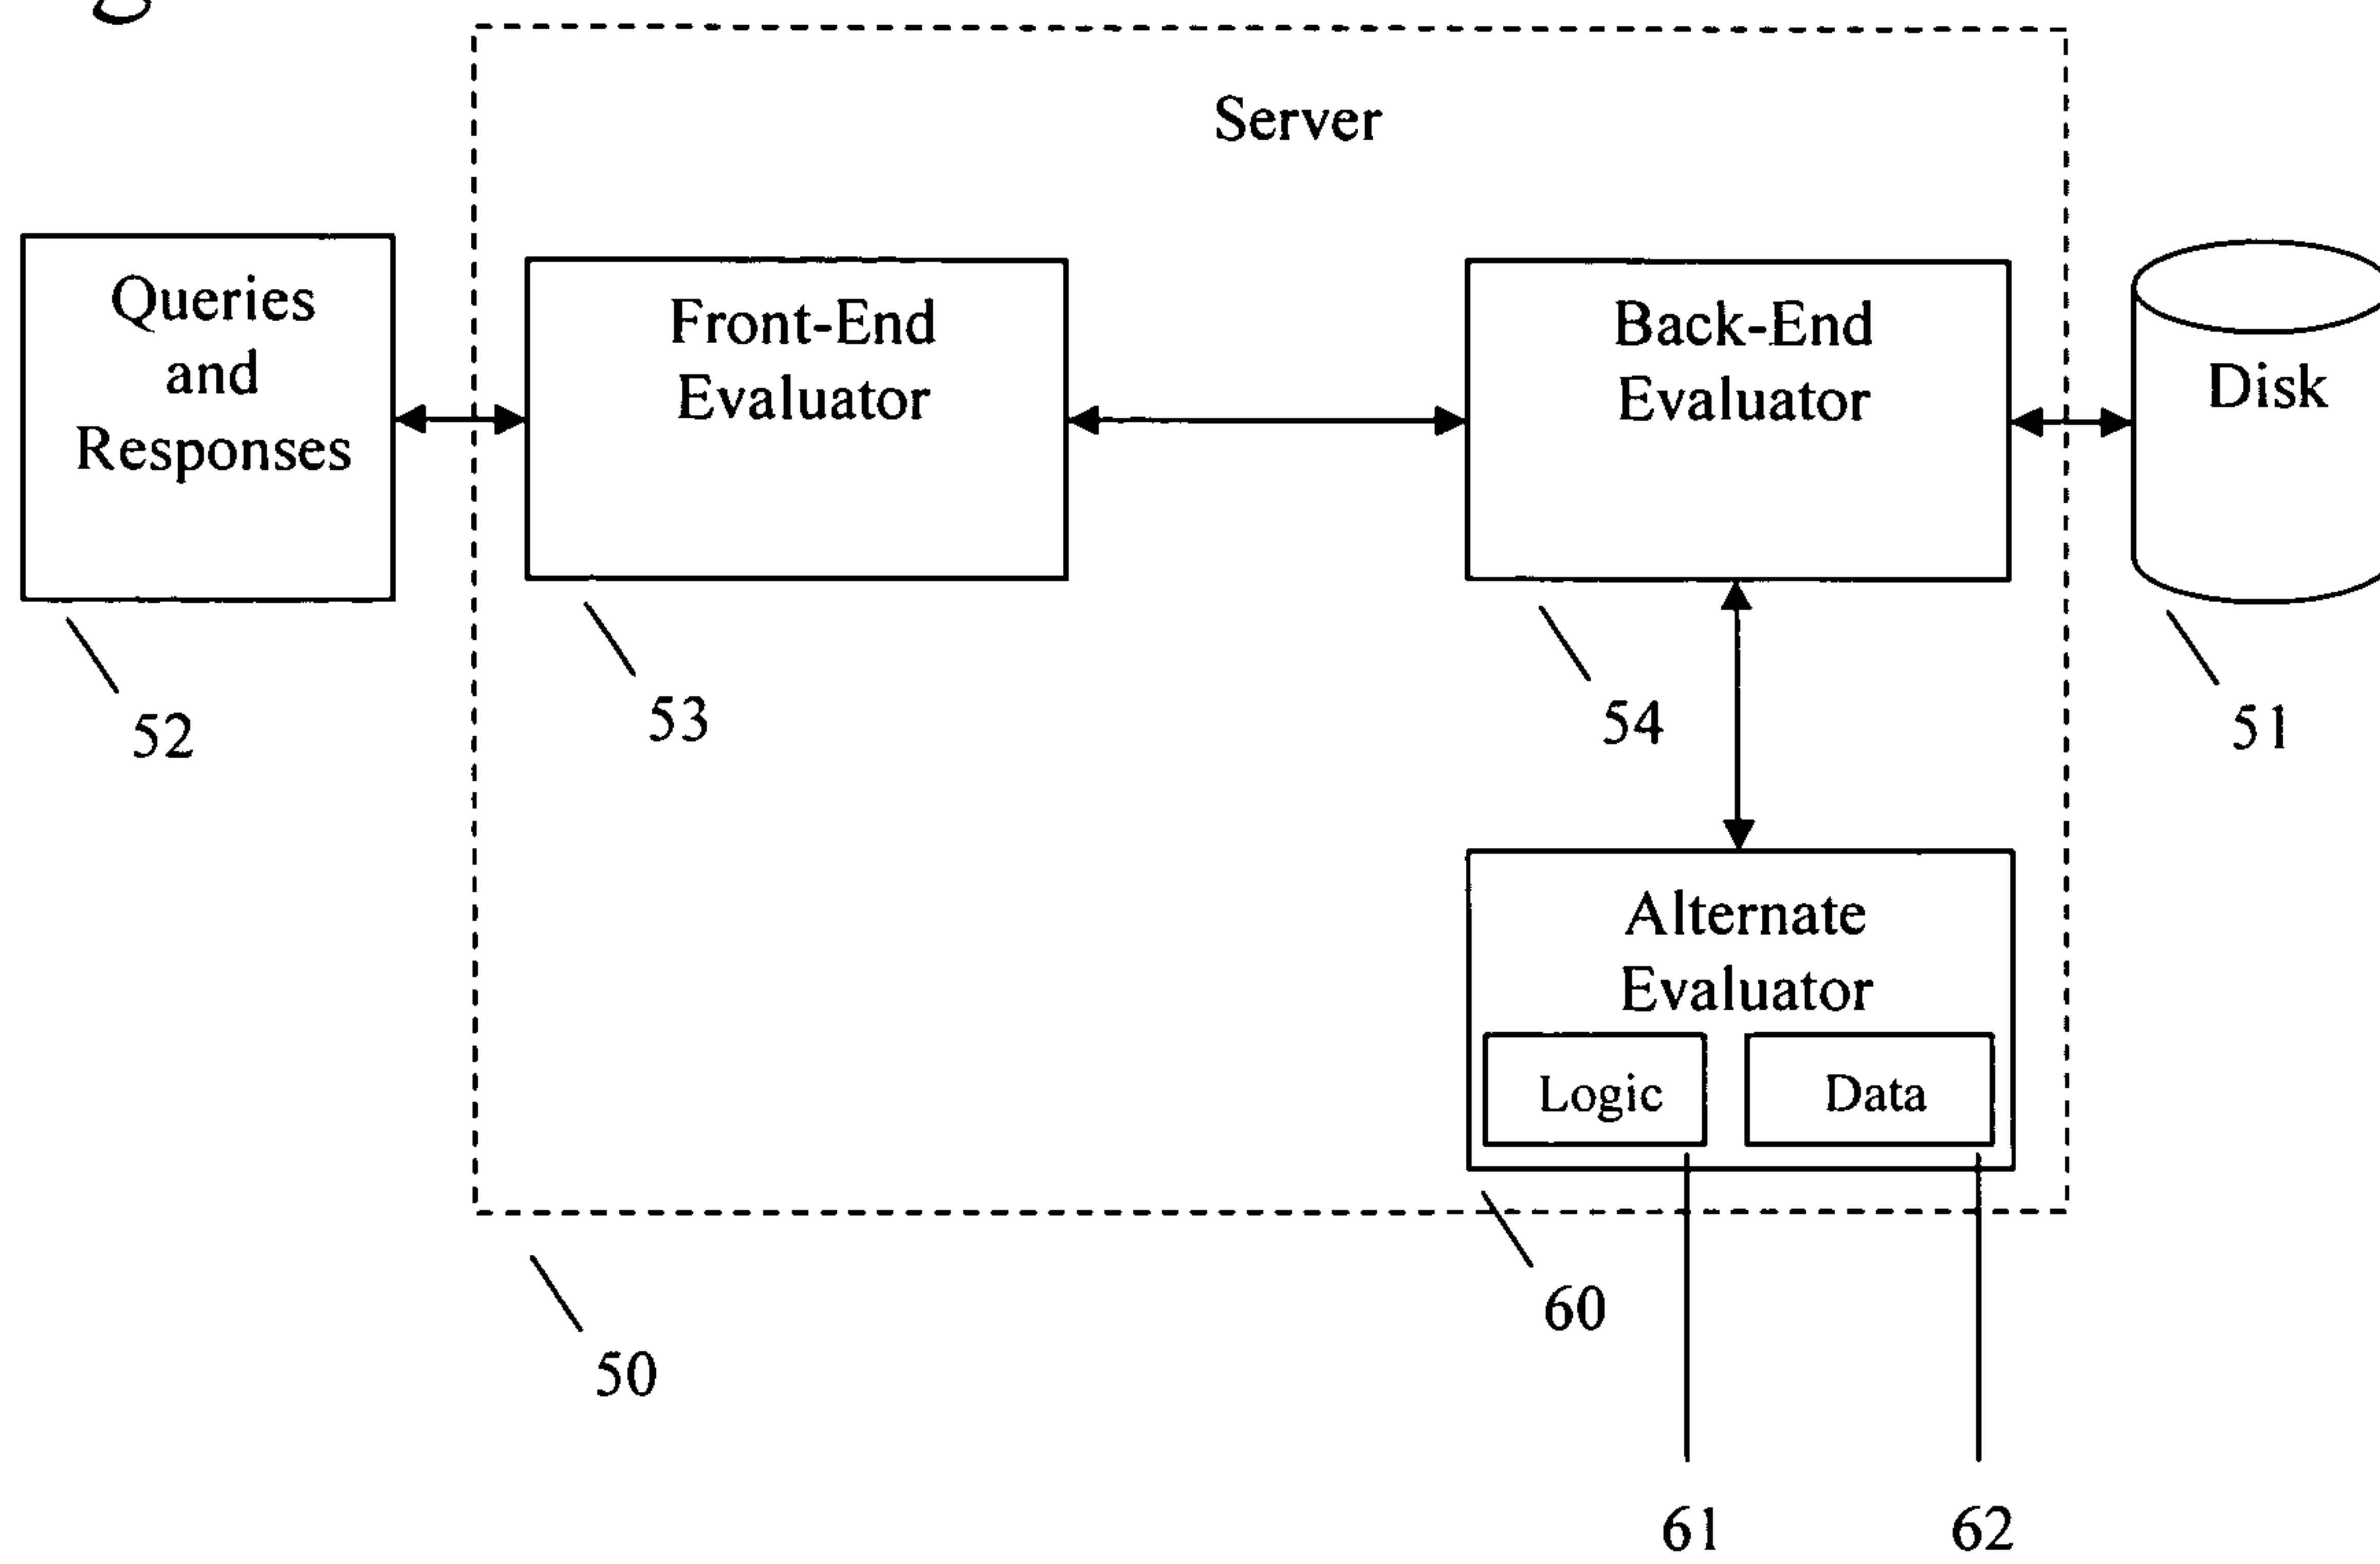 Server
Queries
and
Responses
Front-End
Evaluator
Back-End
Evaluator
Disk
52
53
54
51
Alternate
Evaluator
Logic
Data
60
50
61
62